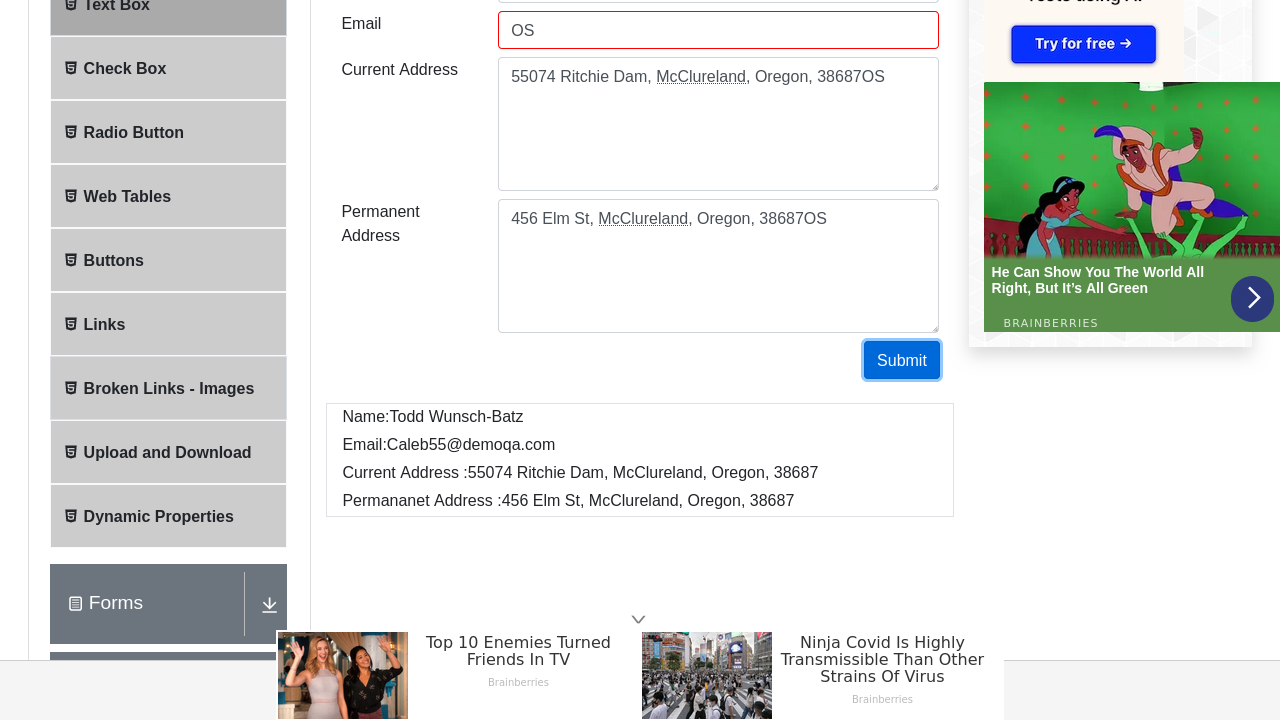 Text Box
Check Box
Radio Button
Web Tables
Buttons
Links
Broken Links - Images
Upload and Download
Dynamic Properties
Forms
Email
OS
Current Address
55074 Ritchie Dam, McClureland, Oregon, 38687OS
Permanent
Address
456 Elm St, McClureland, Oregon, 38687OS
Submit
Name:Todd Wunsch-Batz
Email:Caleb55@demoqa.com
Current Address :55074 Ritchie Dam, McClureland, Oregon, 38687
Permananet Address :456 Elm St, McClureland, Oregon, 38687
Try for free →
He Can Show You The World All
Right, But It's All Green
BRAINBERRIES
Top 10 Enemies Turned
Friends In TV
Brainberries
Ninja Covid Is Highly
Transmissible Than Other
Strains Of Virus
Brainberries